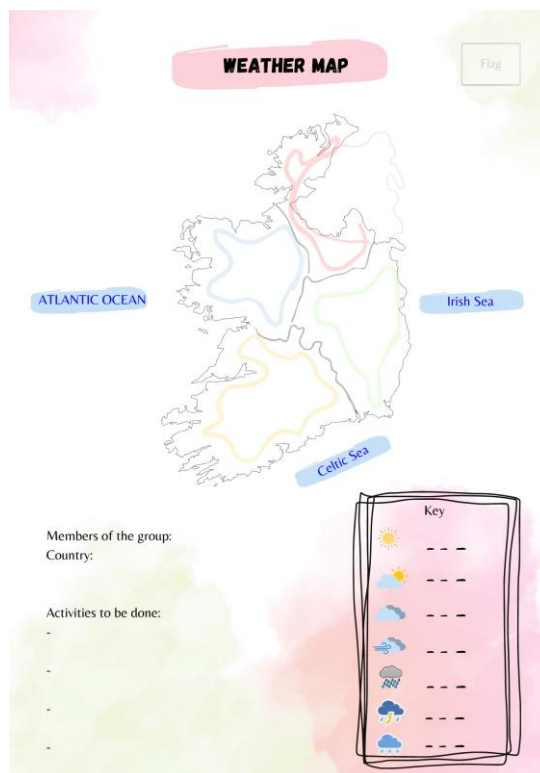 WEATHER MAP
Flag
ATLANTIC OCEAN
Irish Sea
Celtic Sea
Key
- - -
- - -
- - -
- - -
- - -
- - -
- - -
Members of the group:
Country:
Activities to be done:
-
-
-
-